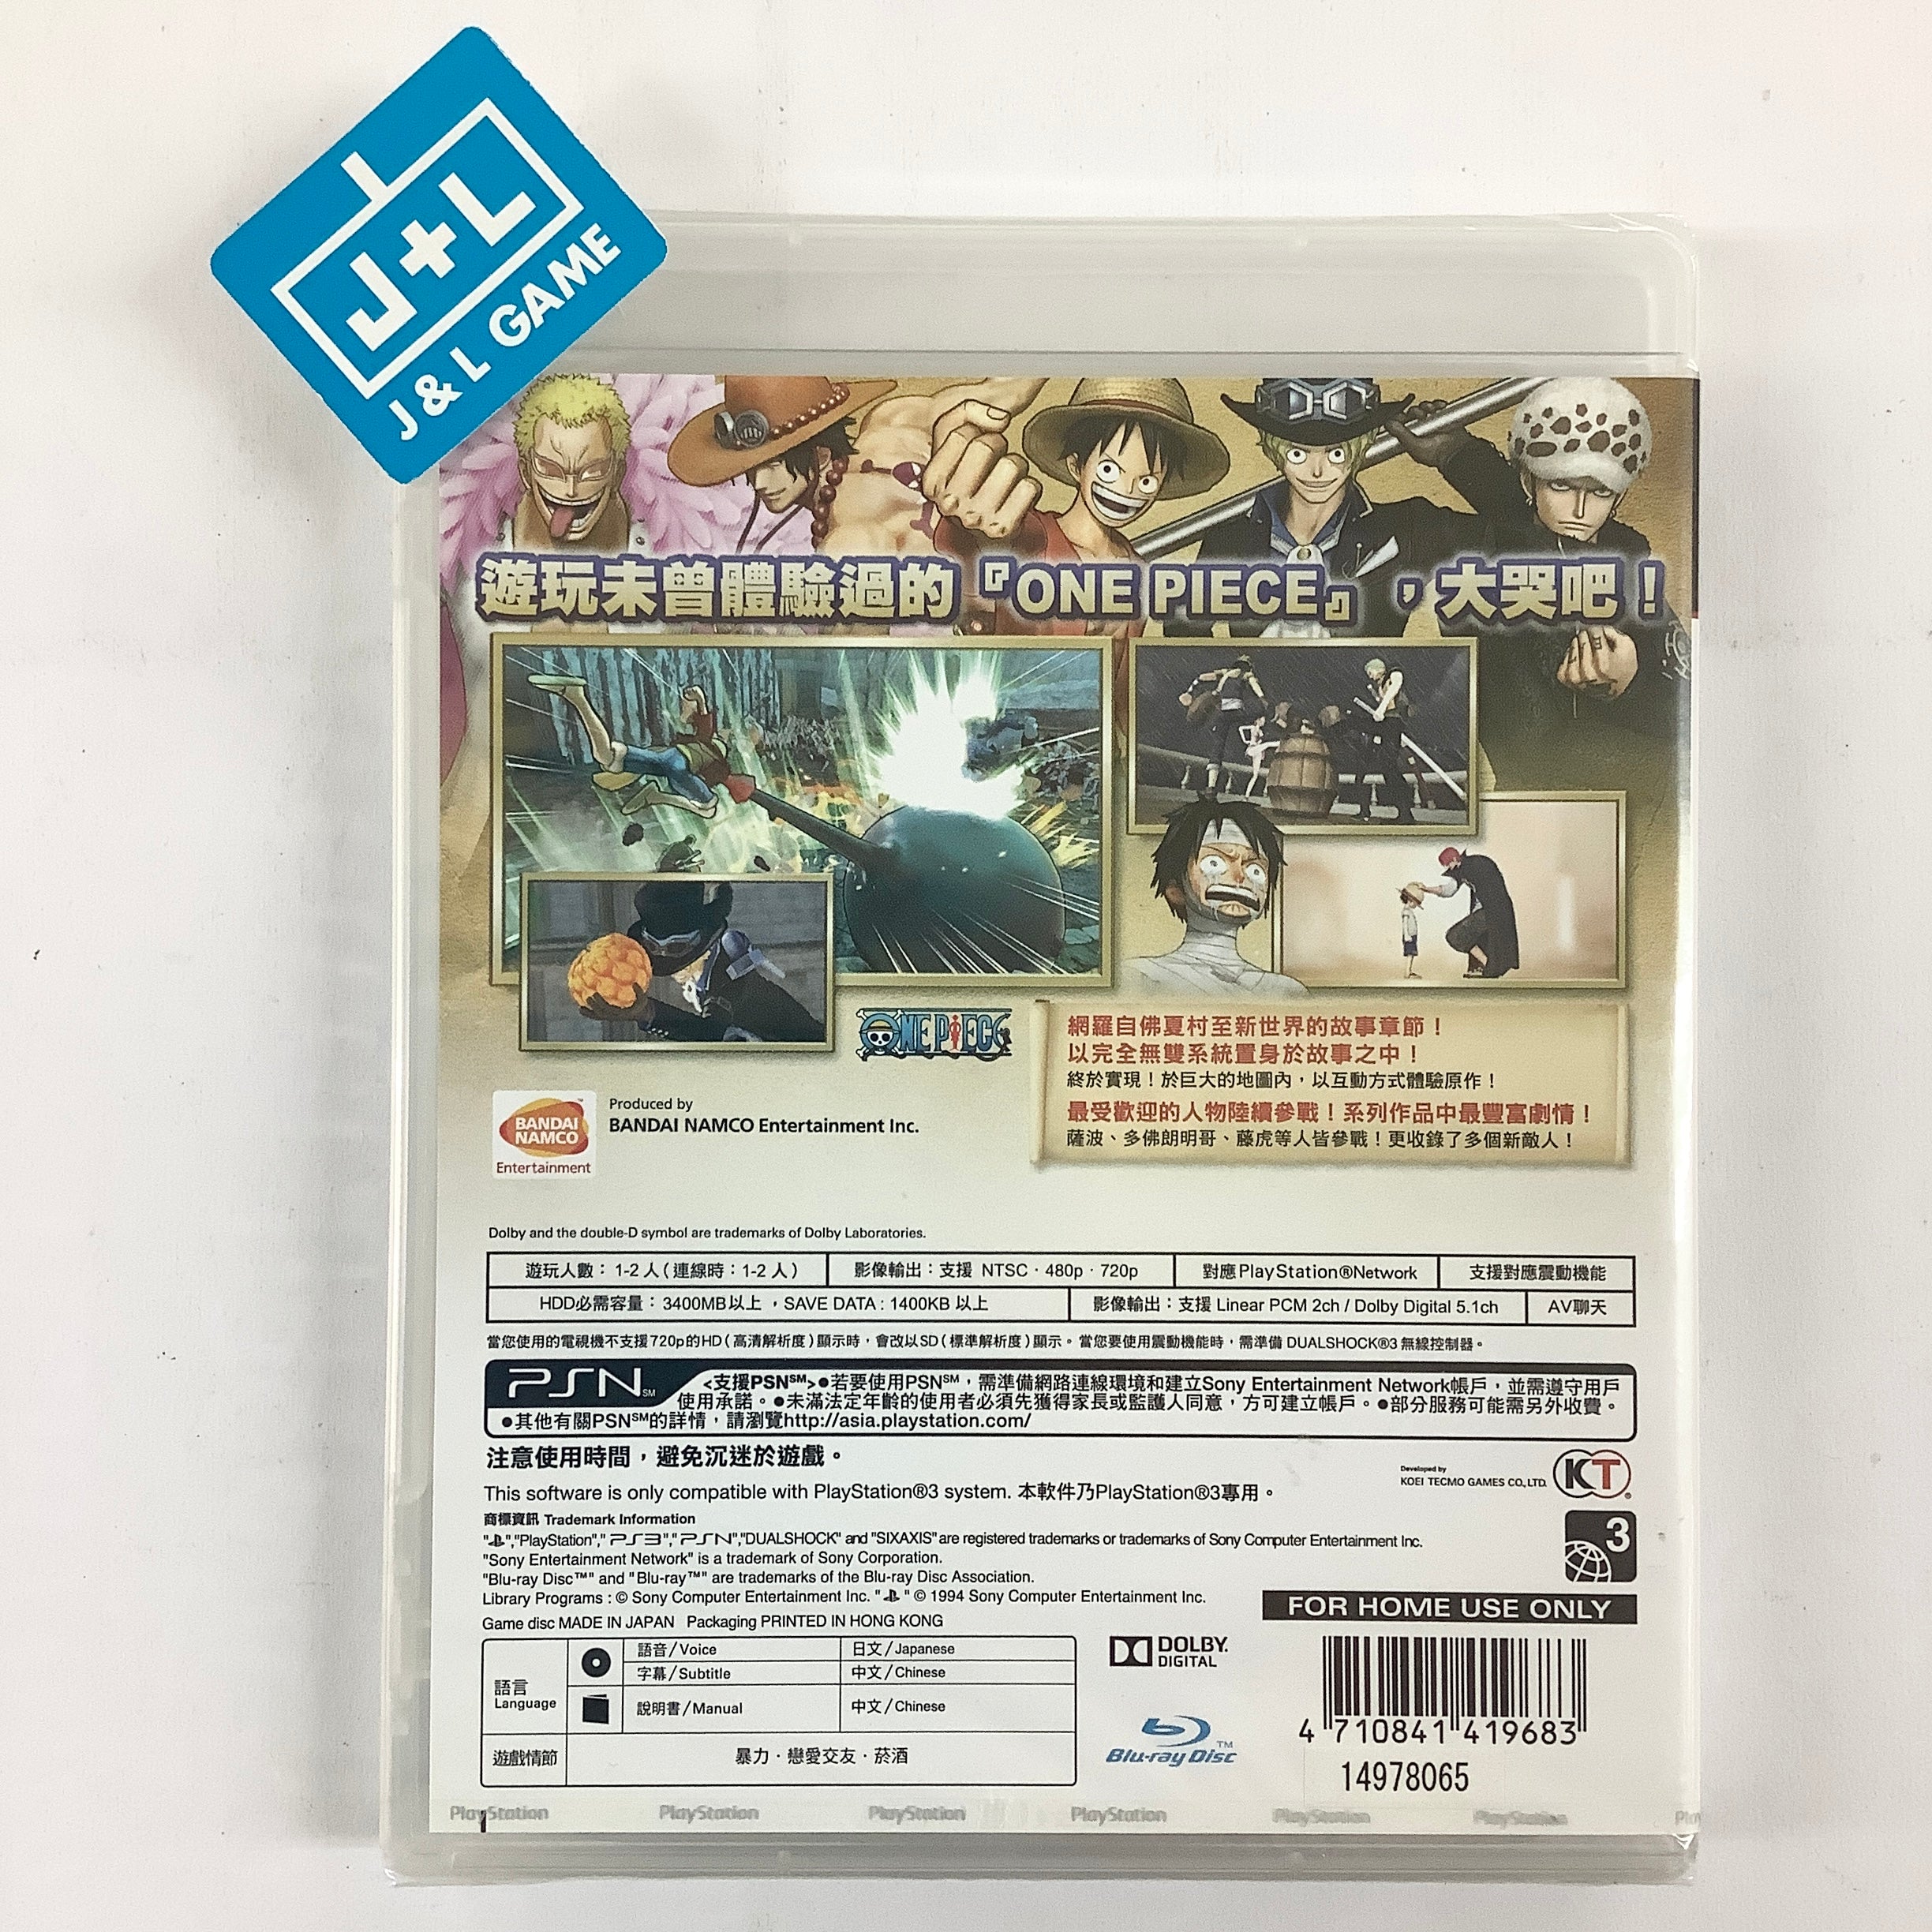 J+L
J & L GAME
遊玩未曾體驗過的『ONE PIECE』，大哭吧！
ONE PIECE
網羅自佛夏村至新世界的故事章節！
以完全無雙系統置身於故事之中！
終於實現！於巨大的地圖內，以互動方式體驗原作！
最受歡迎的人物陸續參戰！系列作品中最豐富劇情！
薩波、多佛朗明哥、藤虎等人皆參戰！更收錄了多個新敵人！
BANDAI NAMCO Entertainment
Produced by
BANDAI NAMCO Entertainment Inc.
Dolby and the double-D symbol are trademarks of Dolby Laboratories.
遊玩人數：1-2人（連線時：1-2人） 影像輸出：支援 NTSC・480p・720p 對應PlayStation®Network 支援對應震動機能
HDD必需容量：3400MB以上，SAVE DATA：1400KB 以上 影像輸出：支援 Linear PCM 2ch / Dolby Digital 5.1ch AV聊天
當您使用的電視機不支援720p的HD（高清解析度）顯示時，會改以SD（標準解析度）顯示。當您要使用震動機能時，需準備 DUALSHOCK®3 無線控制器。
PSN SM <支援PSN℠>●若要使用PSN℠，需準備網路連線環境和建立Sony Entertainment Network帳戶，並需遵守用戶
使用承諾。●未滿法定年齡的使用者必須先獲得家長或監護人同意，方可建立帳戶。●部分服務可能需另外收費。
●其他有關PSN℠的詳情，請瀏覽http://asia.playstation.com/
注意使用時間，避免沉迷於遊戲。
Developed by
KOEI TECMO GAMES CO., LTD.
KT
This software is only compatible with PlayStation®3 system. 本軟件乃PlayStation®3專用。
商標資訊 Trademark Information
"","PlayStation","PS3","PSN","DUALSHOCK" and "SIXAXIS" are registered trademarks or trademarks of Sony Computer Entertainment Inc.
"Sony Entertainment Network" is a trademark of Sony Corporation.
"Blu-ray Disc™" and "Blu-ray™" are trademarks of the Blu-ray Disc Association.
Library Programs : © Sony Computer Entertainment Inc. "" © 1994 Sony Computer Entertainment Inc.
Game disc MADE IN JAPAN Packaging PRINTED IN HONG KONG
3
FOR HOME USE ONLY
語言
Language
語音/Voice 日文/Japanese
字幕/Subtitle 中文/Chinese
說明書/Manual 中文/Chinese
遊戲情節 暴力・戀愛交友・菸酒
DOLBY
DIGITAL
Blu-ray Disc TM
4 710841 419683
14978065
PlayStation PlayStation PlayStation PlayStation PlayStation PlayStation